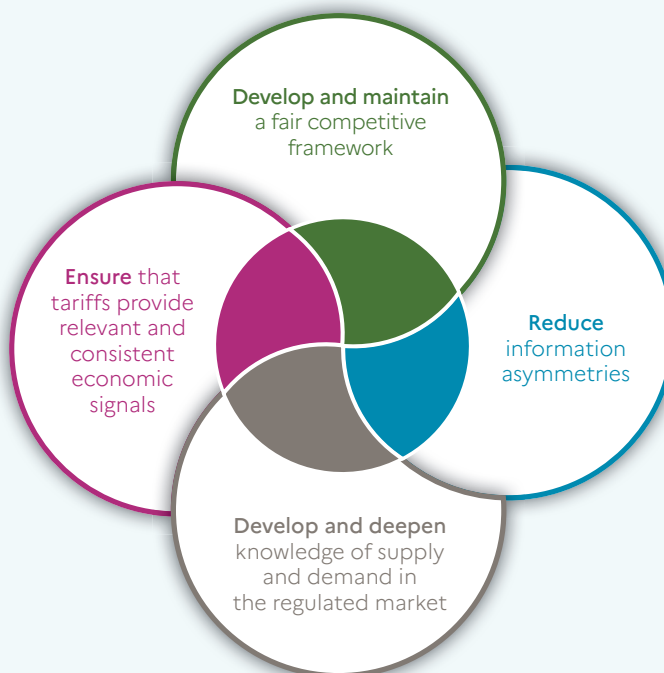 Develop and maintain
a fair competitive
framework
Ensure that
tariffs provide
relevant and
consistent
economic
signals
Reduce
information
asymmetries
Develop and deepen
knowledge of supply
and demand in
the regulated market